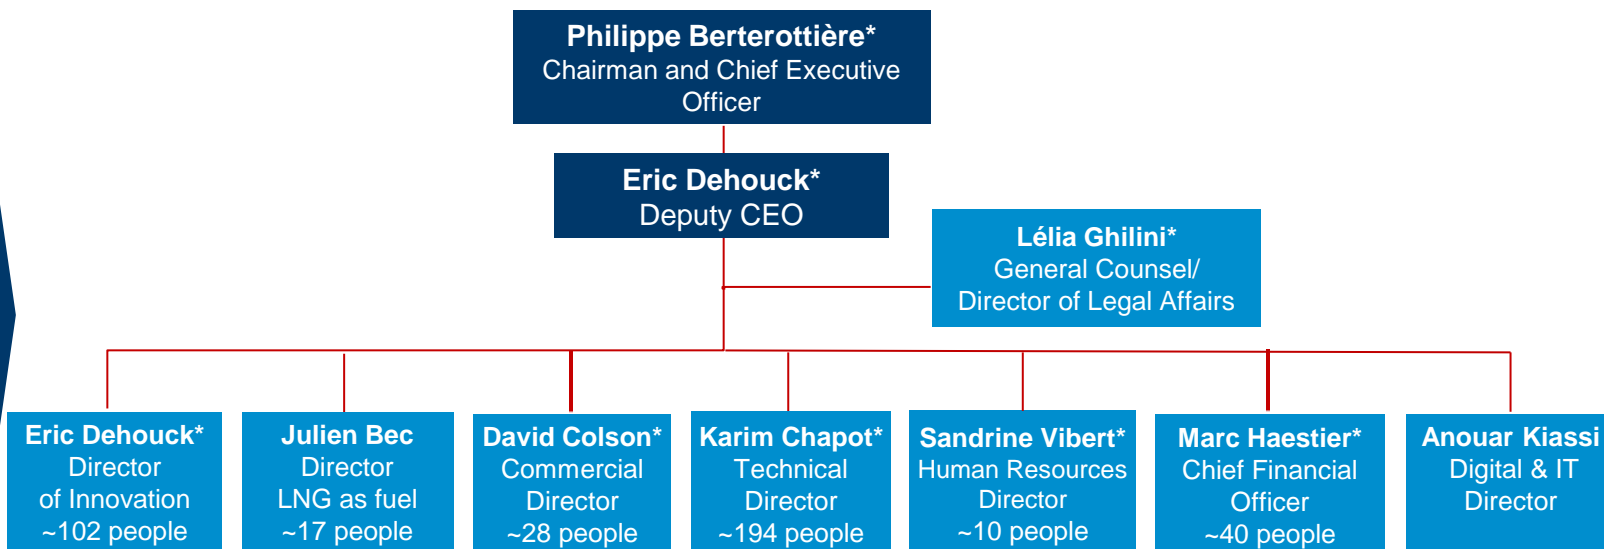 Philippe Berterottière*
Chairman and Chief Executive
Officer
Eric Dehouck*
Deputy CEO
Lélia Ghilini*
General Counsel/
Director of Legal Affairs
Eric Dehouck*
Director
of Innovation
~102 people
Julien Bec
Director
LNG as fuel
~17 people
David Colson*
Commercial
Director
~28 people
Karim Chapot*
Technical
Director
~194 people
Sandrine Vibert*
Human Resources
Director
~10 people
Marc Haestier*
Chief Financial
Officer
~40 people
Anouar Kiassi
Digital & IT
Director